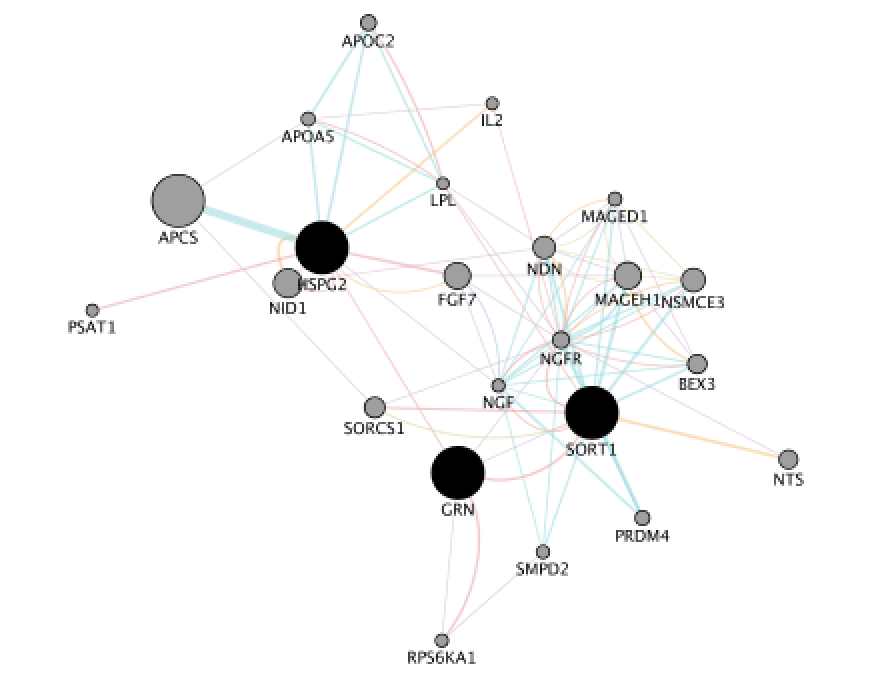 APOC2
IL2
APOA5
LPL
MAGED1
APCS
NDN
HSPG2
FGF7
MAGEH1
NSMCE3
NID1
PSAT1
NGFR
BEX3
NGF
SORCS1
SORT1
NTS
GRN
PRDM4
SMPD2
RPS6KA1